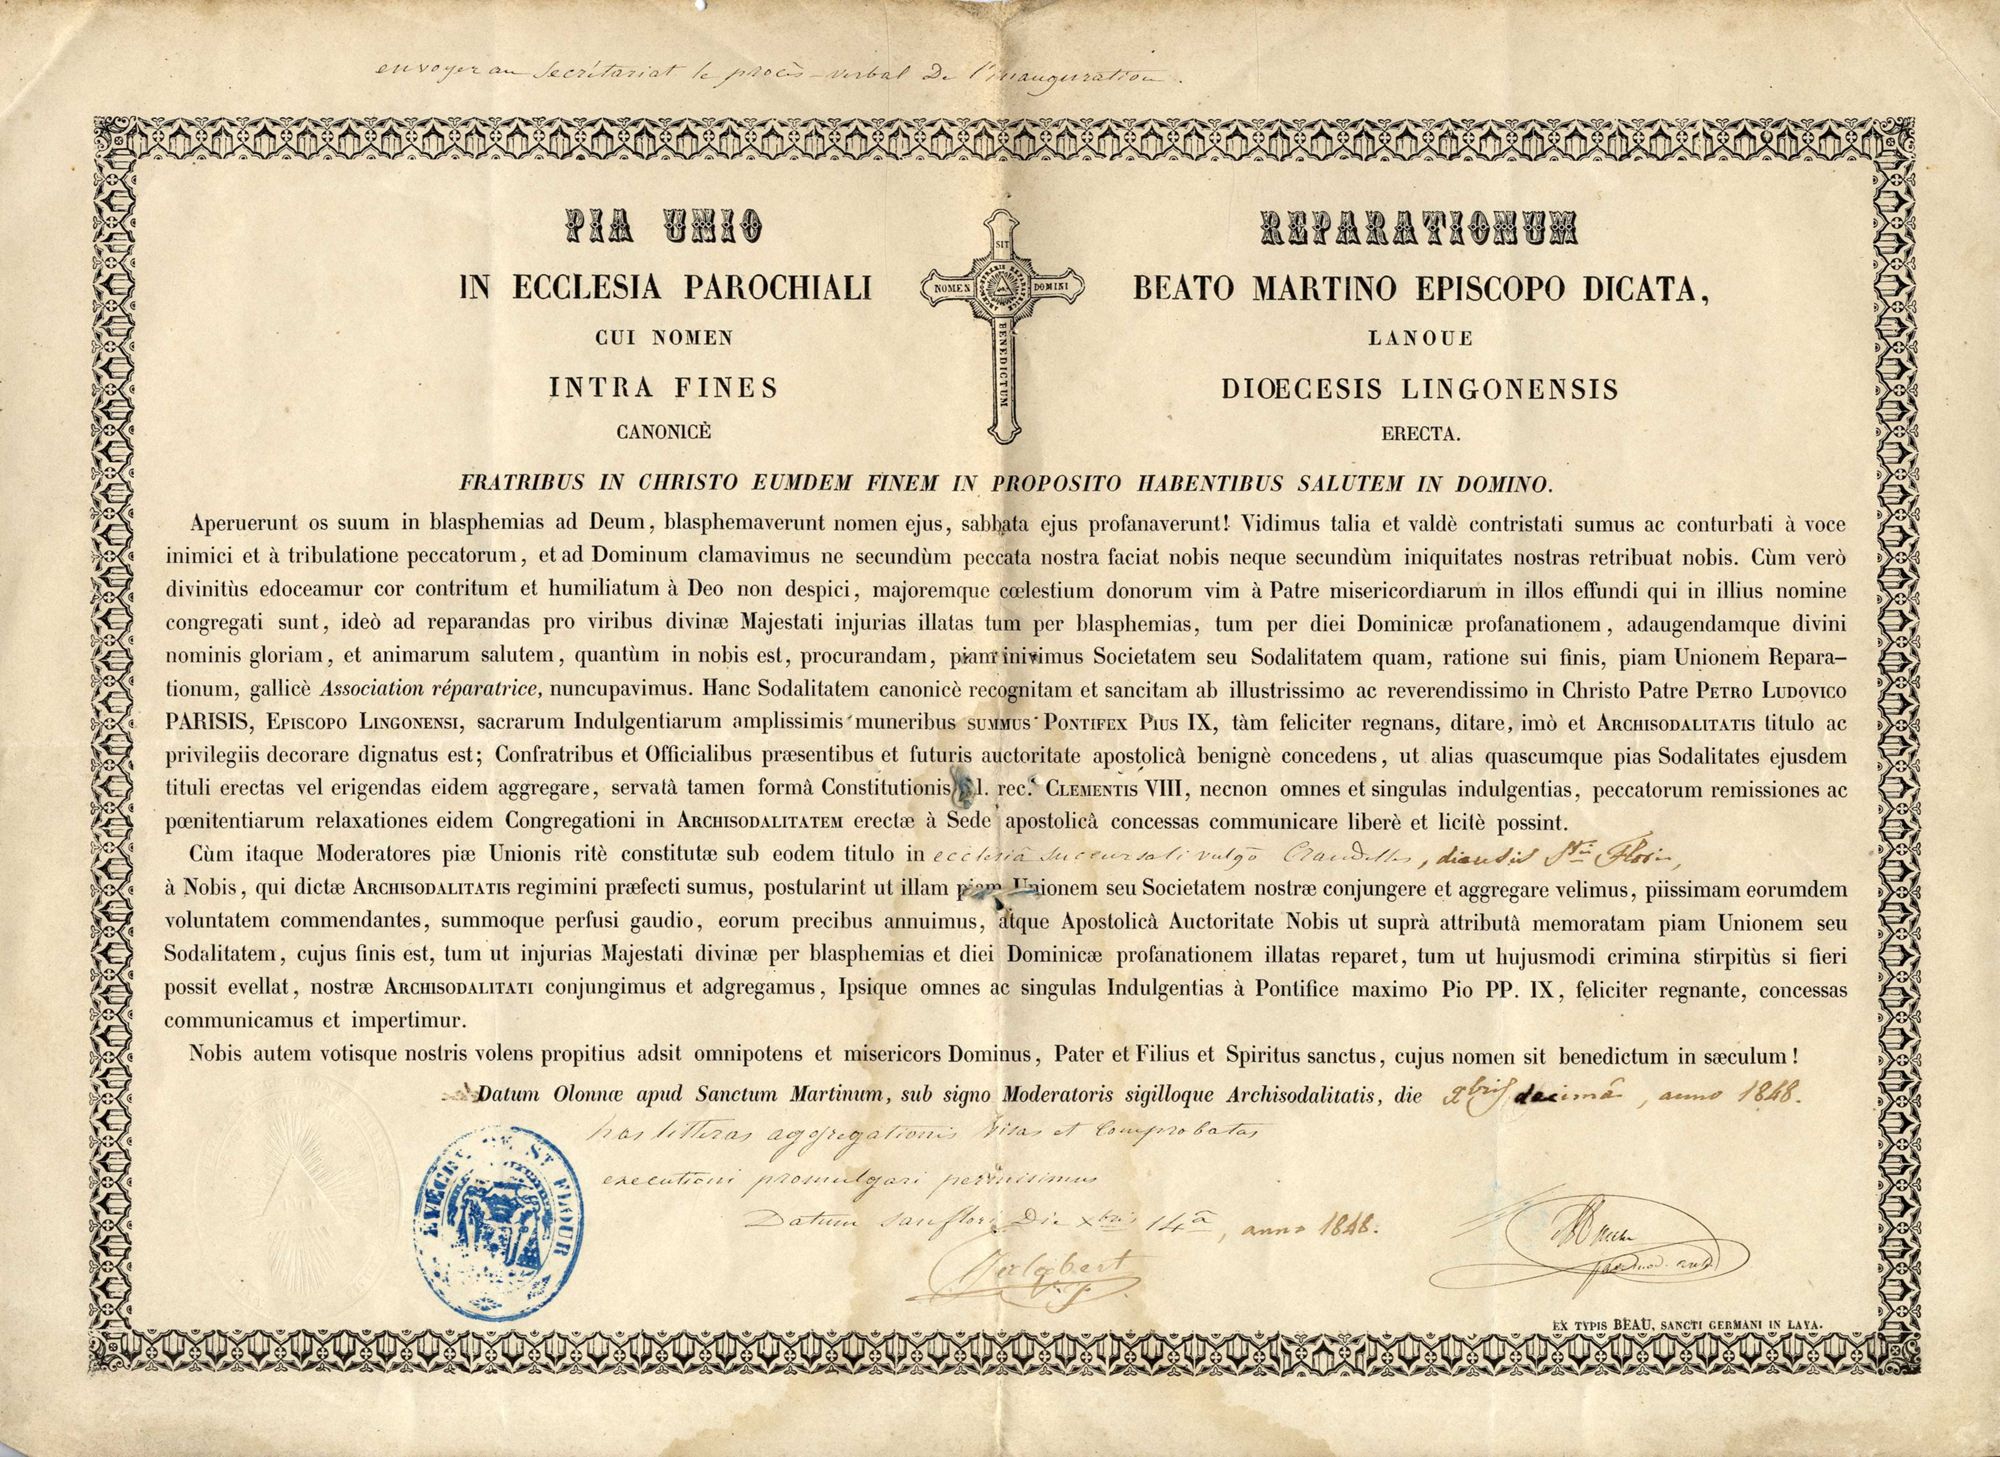 envoyer au Secrétariat le procès-verbal De l'inauguration.
PIA UNIO REPARATIONUM
IN ECCLESIA PAROCHIALI BEATO MARTINO EPISCOPO DICATA,
CUI NOMEN LANOUE
INTRA FINES DIOECESIS LINGONENSIS
CANONICÈ ERECTA.
SIT
NOMEN DOMINI
BENEDICTUM
FRATRIBUS IN CHRISTO EUMDEM FINEM IN PROPOSITO HABENTIBUS SALUTEM IN DOMINO.
Aperuerunt os suum in blasphemias ad Deum, blasphemaverunt nomen ejus, sabbata ejus profanaverunt! Vidimus talia et valdè contristati sumus ac conturbati à voce
inimici et à tribulatione peccatorum, et ad Dominum clamavimus ne secundùm peccata nostra faciat nobis neque secundùm iniquitates nostras retribuat nobis. Cùm verò
divinitùs edoceamur cor contritum et humiliatum à Deo non despici, majoremque cœlestium donorum vim à Patre misericordiarum in illos effundi qui in illius nomine
congregati sunt, ideò ad reparandas pro viribus divinæ Majestati injurias illatas tum per blasphemias, tum per diei Dominicæ profanationem, adaugendamque divini
nominis gloriam, et animarum salutem, quantùm in nobis est, procurandam, piam inivimus Societatem seu Sodalitatem quam, ratione sui finis, piam Unionem Repara-
tionum, gallicè Association réparatrice, nuncupavimus. Hanc Sodalitatem canonicè recognitam et sancitam ab illustrissimo ac reverendissimo in Christo Patre PETRO LUDOVICO
PARISIS, EPISCOPO LINGONENSI, sacrarum Indulgentiarum amplissimis muneribus SUMMUS PONTIFEX PIUS IX, tàm feliciter regnans, ditare, imò et ARCHISODALITATIS titulo ac
privilegiis decorare dignatus est; Confratribus et Officialibus præsentibus et futuris auctoritate apostolicâ benignè concedens, ut alias quascumque pias Sodalitates ejusdem
tituli erectas vel erigendas eidem aggregare, servatâ tamen formâ Constitutionis l. rec. CLEMENTIS VIII, necnon omnes et singulas indulgentias, peccatorum remissiones ac
pœnitentiarum relaxationes eidem Congregationi in ARCHISODALITATEM erectæ à Sede apostolicâ concessas communicare liberè et licitè possint.
Cùm itaque Moderatores piæ Unionis ritè constitutæ sub eodem titulo in ecclesiâ succursali vulgo Crandelles, Sti Flori,
à Nobis, qui dictæ ARCHISODALITATIS regimini præfecti sumus, postularint ut illam piam Unionem seu Societatem nostræ conjungere et aggregare velimus, piissimam eorumdem
voluntatem commendantes, summoque perfusi gaudio, eorum precibus annuimus, atque Apostolicâ Auctoritate Nobis ut suprà attributâ memoratam piam Unionem seu
Sodalitatem, cujus finis est, tum ut injurias Majestati divinæ per blasphemias et diei Dominicæ profanationem illatas reparet, tum ut hujusmodi crimina stirpitùs si fieri
possit evellat, nostræ ARCHISODALITATI conjungimus et adgregamus, Ipsique omnes ac singulas Indulgentias à Pontifice maximo Pio PP. IX, feliciter regnante, concessas
communicamus et impertimur.
Nobis autem votisque nostris volens propitius adsit omnipotens et misericors Dominus, Pater et Filius et Spiritus sanctus, cujus nomen sit benedictum in sæculum!
Datum Olonnæ apud Sanctum Martinum, sub signo Moderatoris sigilloque Archisodalitatis, die Xbris decimâ, anno 1848.
has litteras aggregationis visas et comprobatas
executioni promulgari permisimus
Datum Sanflori Die Xbris 14â, anno 1848.
ÉVÊCHÉ DE ST FLOUR
EX TYPIS BEAU, SANCTI GERMANI IN LAYA.